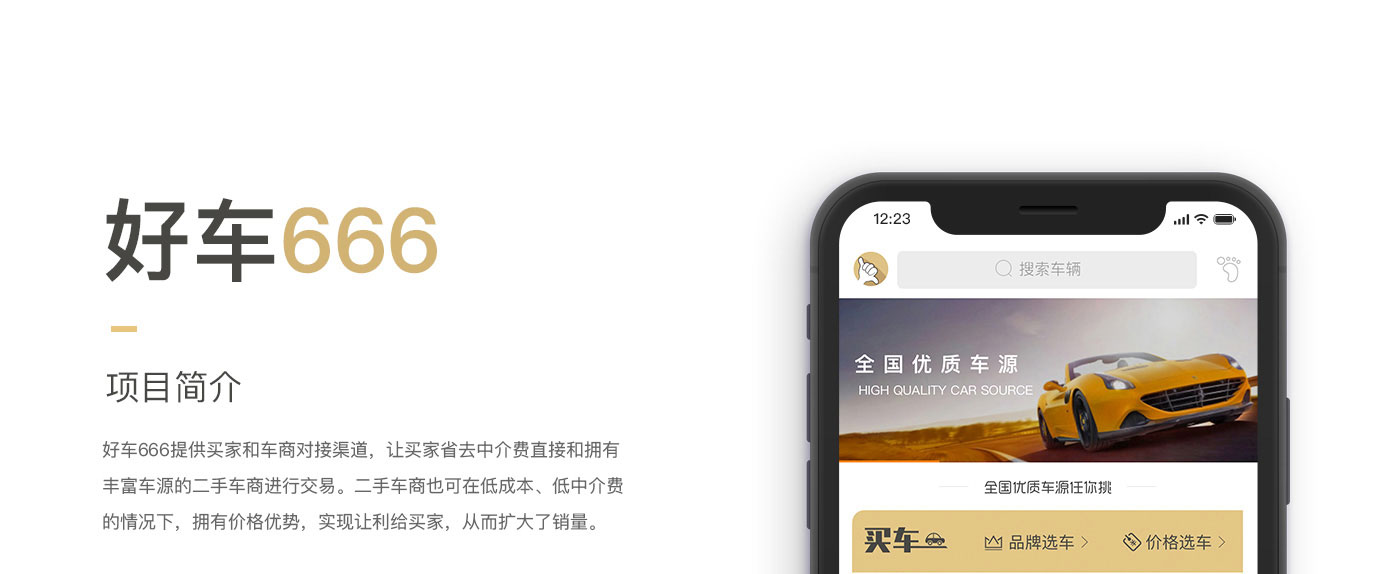 好车666
项目简介
好车666提供买家和车商对接渠道，让买家省去中介费直接和拥有
丰富车源的二手车商进行交易。二手车商也可在低成本、低中介费
的情况下，拥有价格优势，实现让利给买家，从而扩大了销量。
12:23
搜索车辆
全国优质车源
HIGH QUALITY CAR SOURCE
全国优质车源任你挑
买车 品牌选车 价格选车